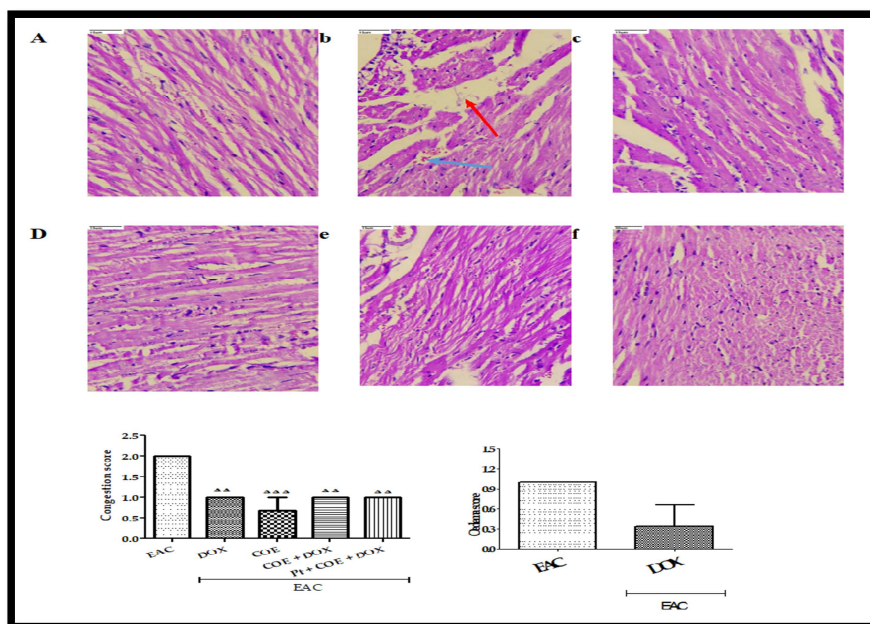 A
b
c
D
e
f
Congestion score
2.5
2.0
1.5
1.0
0.5
0.0
EAC
DOX
COE
COE + DOX
Pt + COE + DOX
EAC
1.5
1.2
0.9
0.6
0.3
0.0
EAC
DOX
EAC